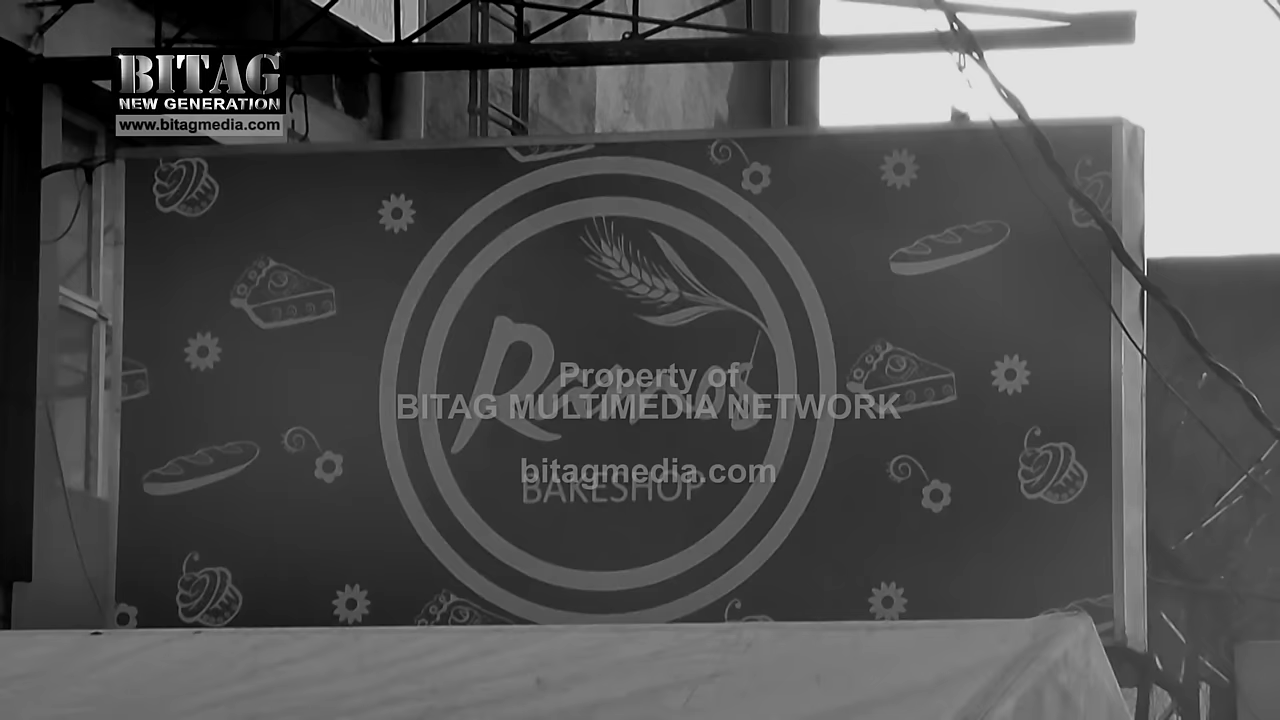 BITAG
NEW GENERATION
www.bitagmedia.com
Property of
BITAG MULTIMEDIA NETWORK
bitagmedia.com
BAKESHOP